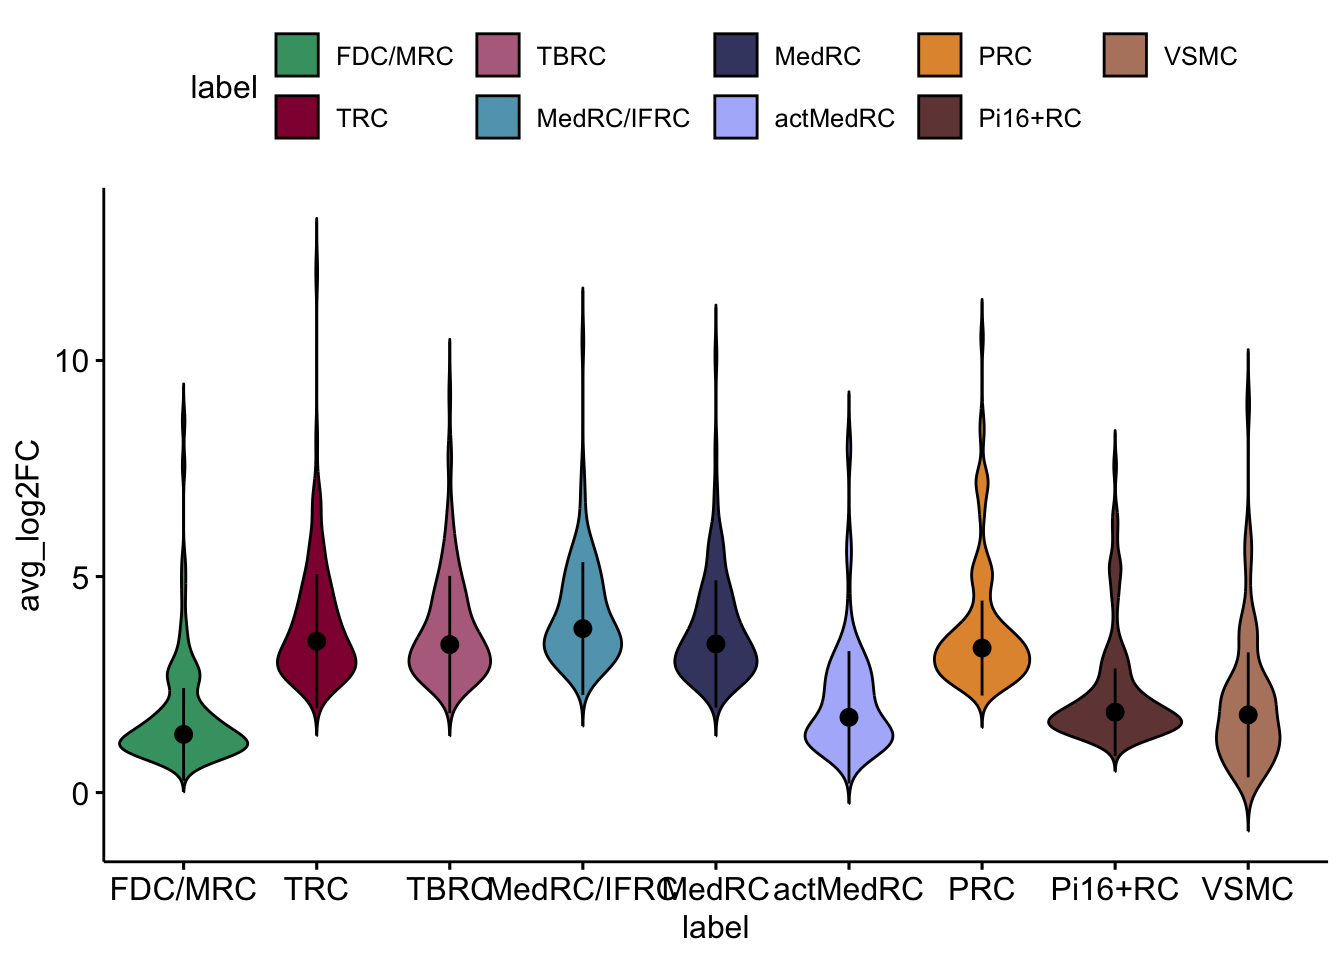 label
FDC/MRC TBRC MedRC PRC VSMC
TRC MedRC/IFRC actMedRC Pi16+RC
avg_log2FC
10
5
0
FDC/MRC TRC TBRC MedRC/IFRC MedRC actMedRC PRC Pi16+RC VSMC
label